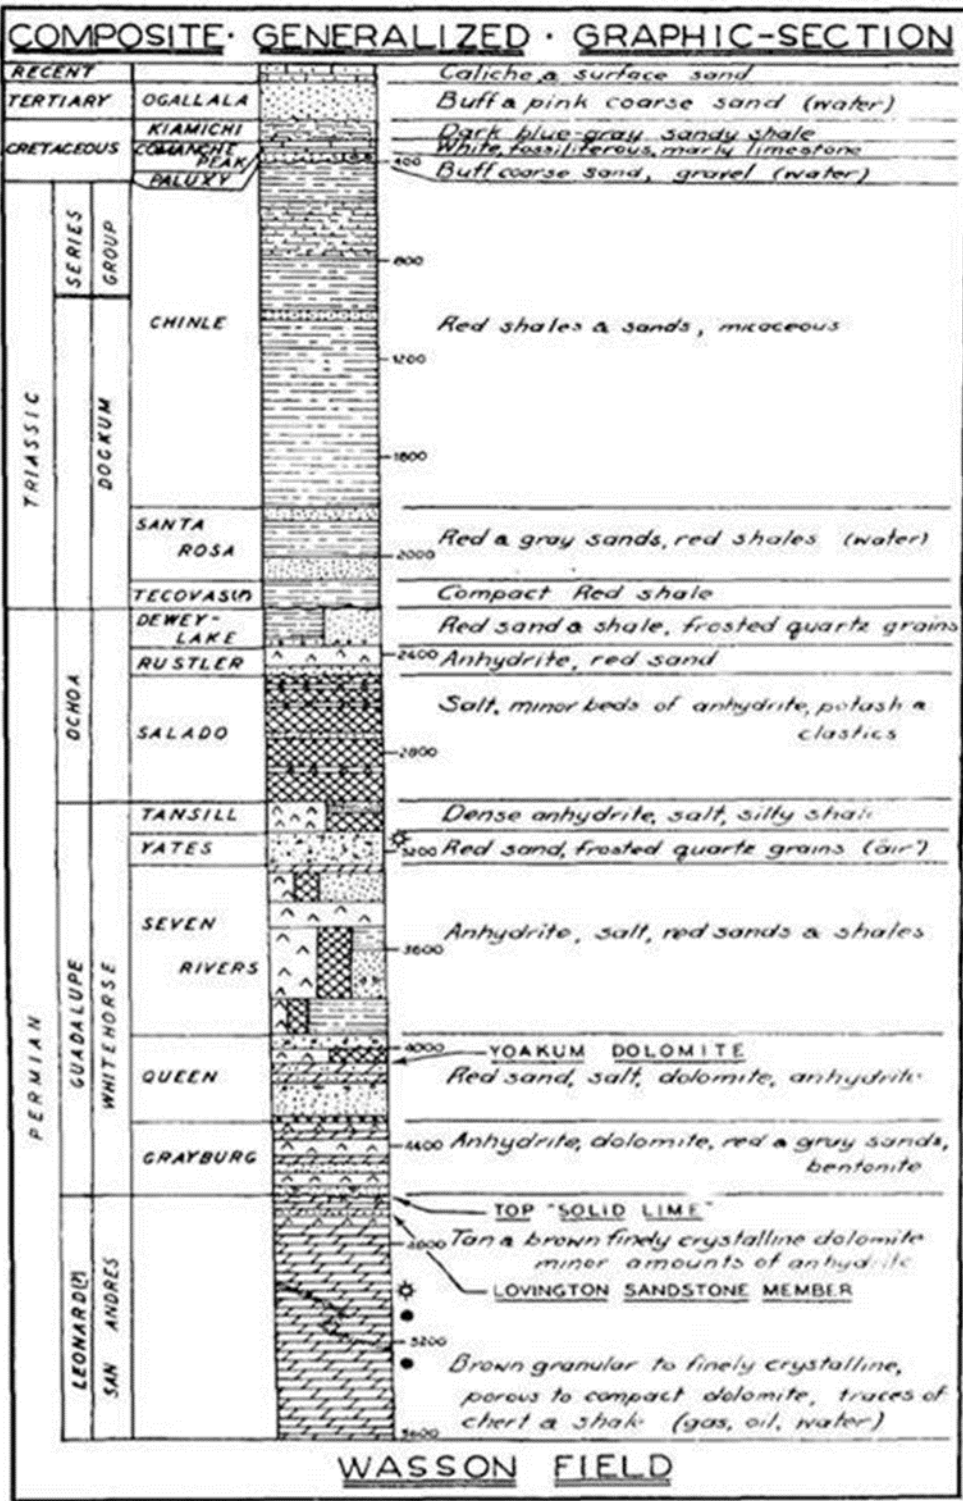 COMPOSITE · GENERALIZED · GRAPHIC-SECTION
RECENT
Caliche & surface sand
TERTIARY
OGALLALA
Buff & pink coarse sand (water)
CRETACEOUS
KIAMICHI
Dark blue-gray sandy shale
COMANCHE
PEAK
White, fossiliferous, marly limestone
400
PALUXY
Buff coarse sand, gravel (water)
TRIASSIC
SERIES
GROUP
DOCKUM
800
CHINLE
Red shales & sands, micaceous
1200
1600
SANTA
ROSA
Red & gray sands, red shales (water)
2000
TECOVAS(?)
Compact Red shale
PERMIAN
OCHOA
DEWEY-
LAKE
Red sand & shale, frosted quartz grains
RUSTLER
2400
Anhydrite, red sand
SALADO
Salt, minor beds of anhydrite, potash &
clastics
2800
GUADALUPE
WHITEHORSE
TANSILL
Dense anhydrite, salt, silty shale
YATES
3200
Red sand, frosted quartz grains (air)
SEVEN
RIVERS
Anhydrite, salt, red sands & shales
3600
4000
YOAKUM DOLOMITE
QUEEN
Red sand, salt, dolomite, anhydrite
GRAYBURG
4400
Anhydrite, dolomite, red & gray sands,
bentonite
LEONARD(?)
SAN ANDRES
TOP "SOLID LIME"
4800
Tan & brown finely crystalline dolomite
minor amounts of anhydrite
LOVINGTON SANDSTONE MEMBER
5200
Brown granular to finely crystalline,
porous to compact dolomite, traces of
chert & shale (gas, oil, water)
5600
WASSON FIELD